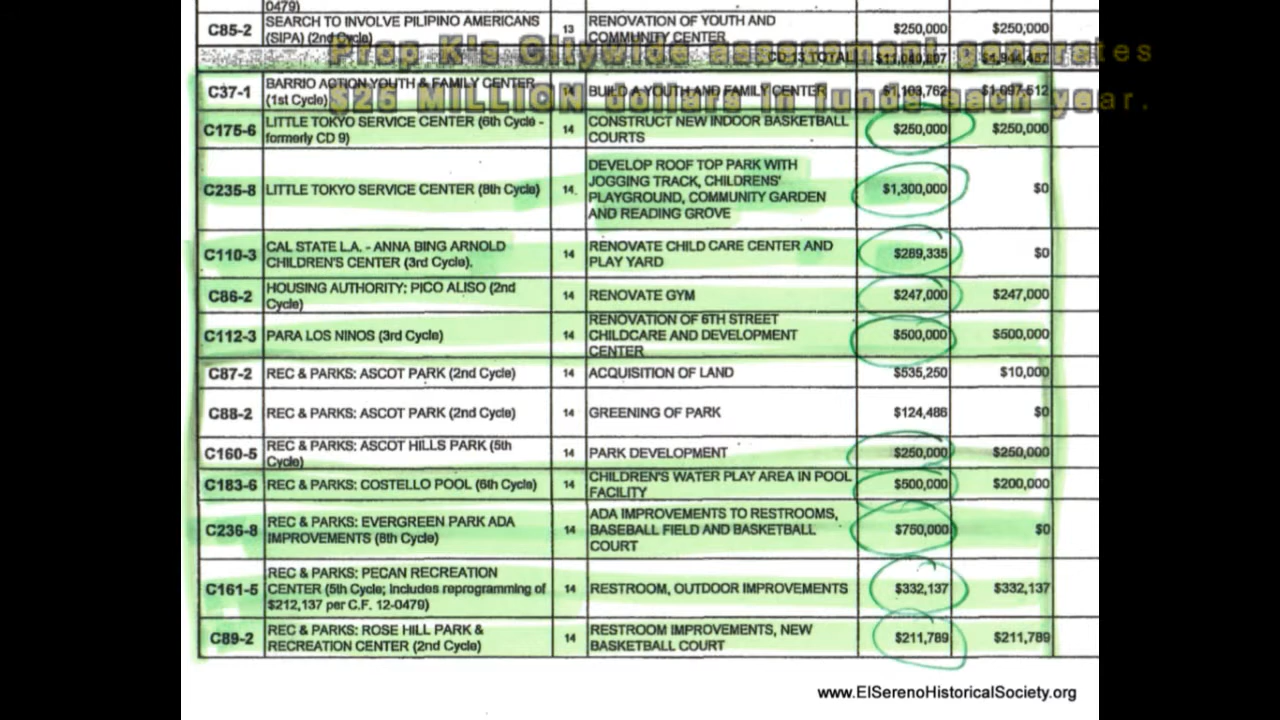 0479)
C85-2 SEARCH TO INVOLVE PILIPINO AMERICANS (SIPA) (2nd Cycle) 13 RENOVATION OF YOUTH AND COMMUNITY CENTER $250,000 $250,000
Prop K's Citywide assessment generates
CD 13 TOTAL
$25 MILLION dollars in funds each year.
C37-1 BARRIO ACTION YOUTH & FAMILY CENTER (1st Cycle) 14 BUILD A YOUTH AND FAMILY CENTER $1,103,762 $1,097,512
C175-6 LITTLE TOKYO SERVICE CENTER (6th Cycle - formerly CD 9) 14 CONSTRUCT NEW INDOOR BASKETBALL COURTS $250,000 $250,000
C235-8 LITTLE TOKYO SERVICE CENTER (8th Cycle) 14 DEVELOP ROOF TOP PARK WITH JOGGING TRACK, CHILDRENS' PLAYGROUND, COMMUNITY GARDEN AND READING GROVE $1,300,000 $0
C110-3 CAL STATE L.A. - ANNA BING ARNOLD CHILDREN'S CENTER (3rd Cycle). 14 RENOVATE CHILD CARE CENTER AND PLAY YARD $289,335 $0
C86-2 HOUSING AUTHORITY: PICO ALISO (2nd Cycle) 14 RENOVATE GYM $247,000 $247,000
C112-3 PARA LOS NINOS (3rd Cycle) 14 RENOVATION OF 6TH STREET CHILDCARE AND DEVELOPMENT CENTER $500,000 $500,000
C87-2 REC & PARKS: ASCOT PARK (2nd Cycle) 14 ACQUISITION OF LAND $535,250 $10,000
C88-2 REC & PARKS: ASCOT PARK (2nd Cycle) 14 GREENING OF PARK $124,486 $0
C160-5 REC & PARKS: ASCOT HILLS PARK (5th Cycle) 14 PARK DEVELOPMENT $250,000 $250,000
C183-6 REC & PARKS: COSTELLO POOL (6th Cycle) 14 CHILDREN'S WATER PLAY AREA IN POOL FACILITY $500,000 $200,000
C236-8 REC & PARKS: EVERGREEN PARK ADA IMPROVEMENTS (8th Cycle) 14 ADA IMPROVEMENTS TO RESTROOMS, BASEBALL FIELD AND BASKETBALL COURT $750,000 $0
C161-5 REC & PARKS: PECAN RECREATION CENTER (5th Cycle; includes reprogramming of $212,137 per C.F. 12-0479) 14 RESTROOM, OUTDOOR IMPROVEMENTS $332,137 $332,137
C89-2 REC & PARKS: ROSE HILL PARK & RECREATION CENTER (2nd Cycle) 14 RESTROOM IMPROVEMENTS, NEW BASKETBALL COURT $211,789 $211,789
www.ElSerenoHistoricalSociety.org